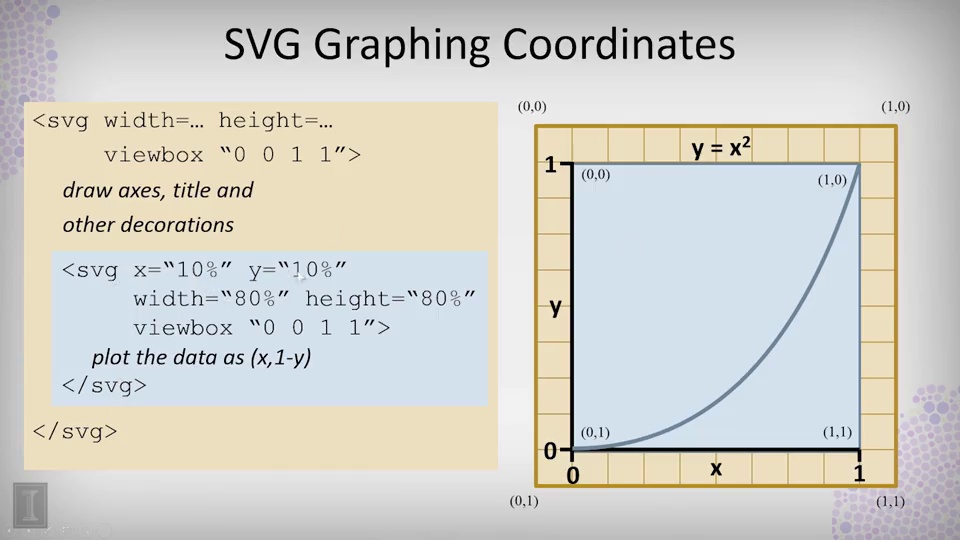 SVG Graphing Coordinates
<svg width=… height=…
viewbox “0 0 1 1”>
draw axes, title and
other decorations
<svg x=“10%” y=“10%”
width=“80%” height=“80%”
viewbox “0 0 1 1”>
plot the data as (x,1-y)
</svg>
</svg>
(0,0)
(1,0)
y = x²
1
(0,0)
(1,0)
y
(0,1)
(1,1)
0
0
x
1
(0,1)
(1,1)
I